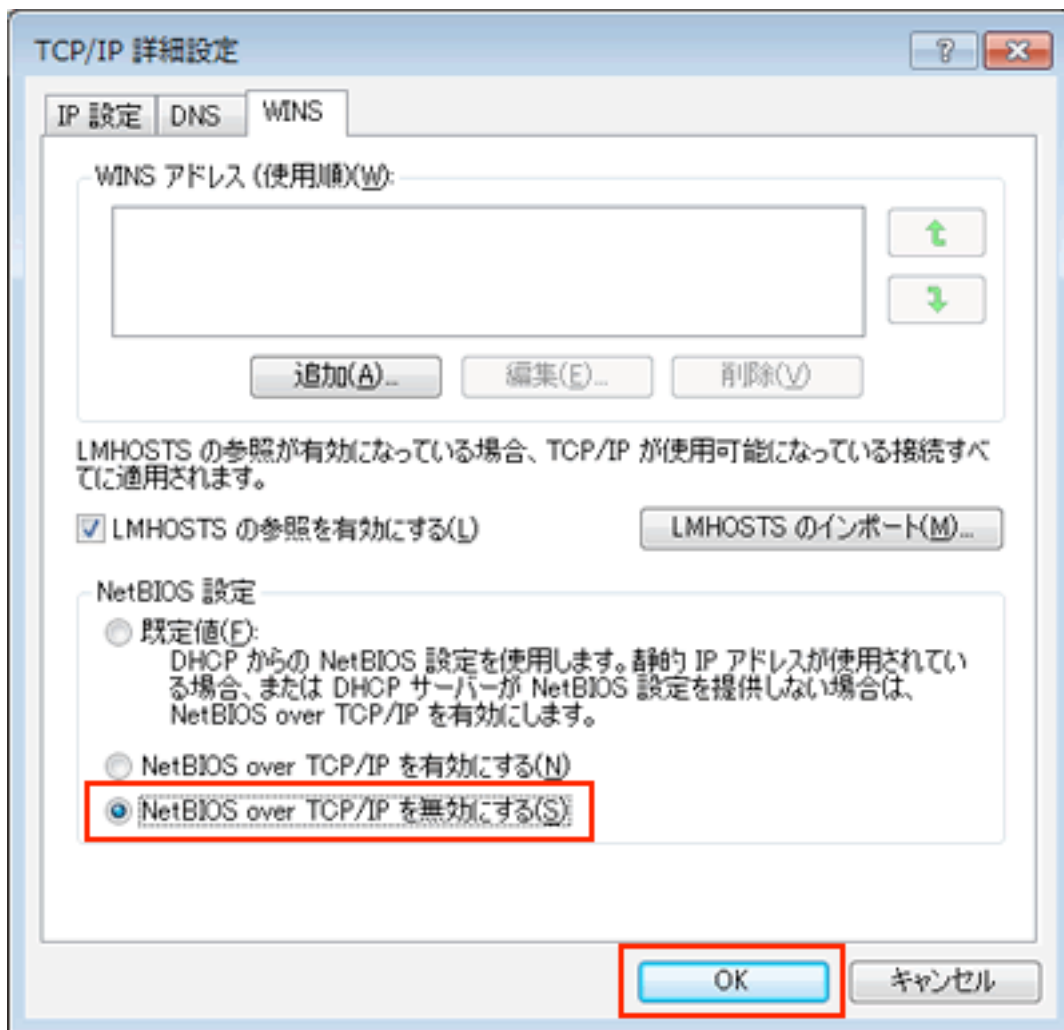 TCP/IP 詳細設定
IP 設定 DNS WINS
WINS アドレス (使用順)(W):
追加(A)... 編集(E)... 削除(V)
LMHOSTS の参照が有効になっている場合、TCP/IP が使用可能になっている接続すべ
てに適用されます。
LMHOSTS の参照を有効にする(L) LMHOSTS のインポート(M)...
NetBIOS 設定
既定値(F):
DHCP からの NetBIOS 設定を使用します。静的 IP アドレスが使用されてい
る場合、または DHCP サーバーが NetBIOS 設定を提供しない場合は、
NetBIOS over TCP/IP を有効にします。
NetBIOS over TCP/IP を有効にする(N)
NetBIOS over TCP/IP を無効にする(S)
OK キャンセル